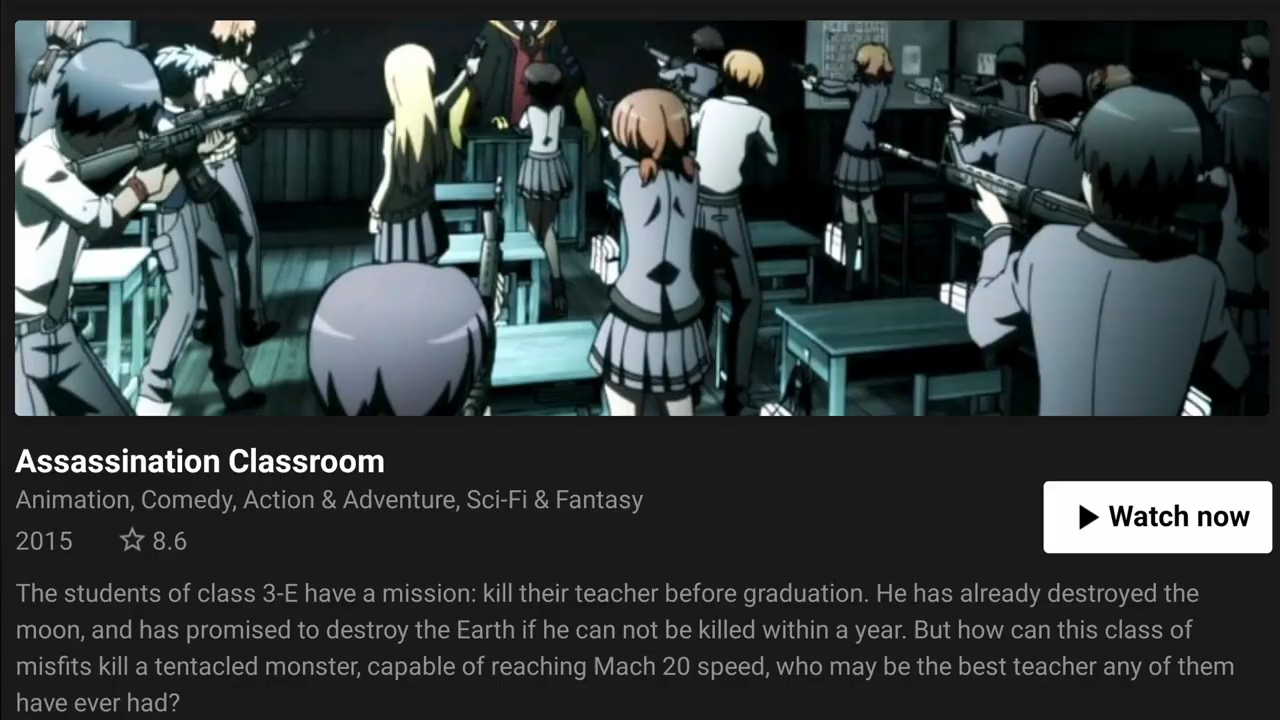 Assassination Classroom
Animation, Comedy, Action & Adventure, Sci-Fi & Fantasy
2015 ☆ 8.6
Watch now
The students of class 3-E have a mission: kill their teacher before graduation. He has already destroyed the
moon, and has promised to destroy the Earth if he can not be killed within a year. But how can this class of
misfits kill a tentacled monster, capable of reaching Mach 20 speed, who may be the best teacher any of them
have ever had?